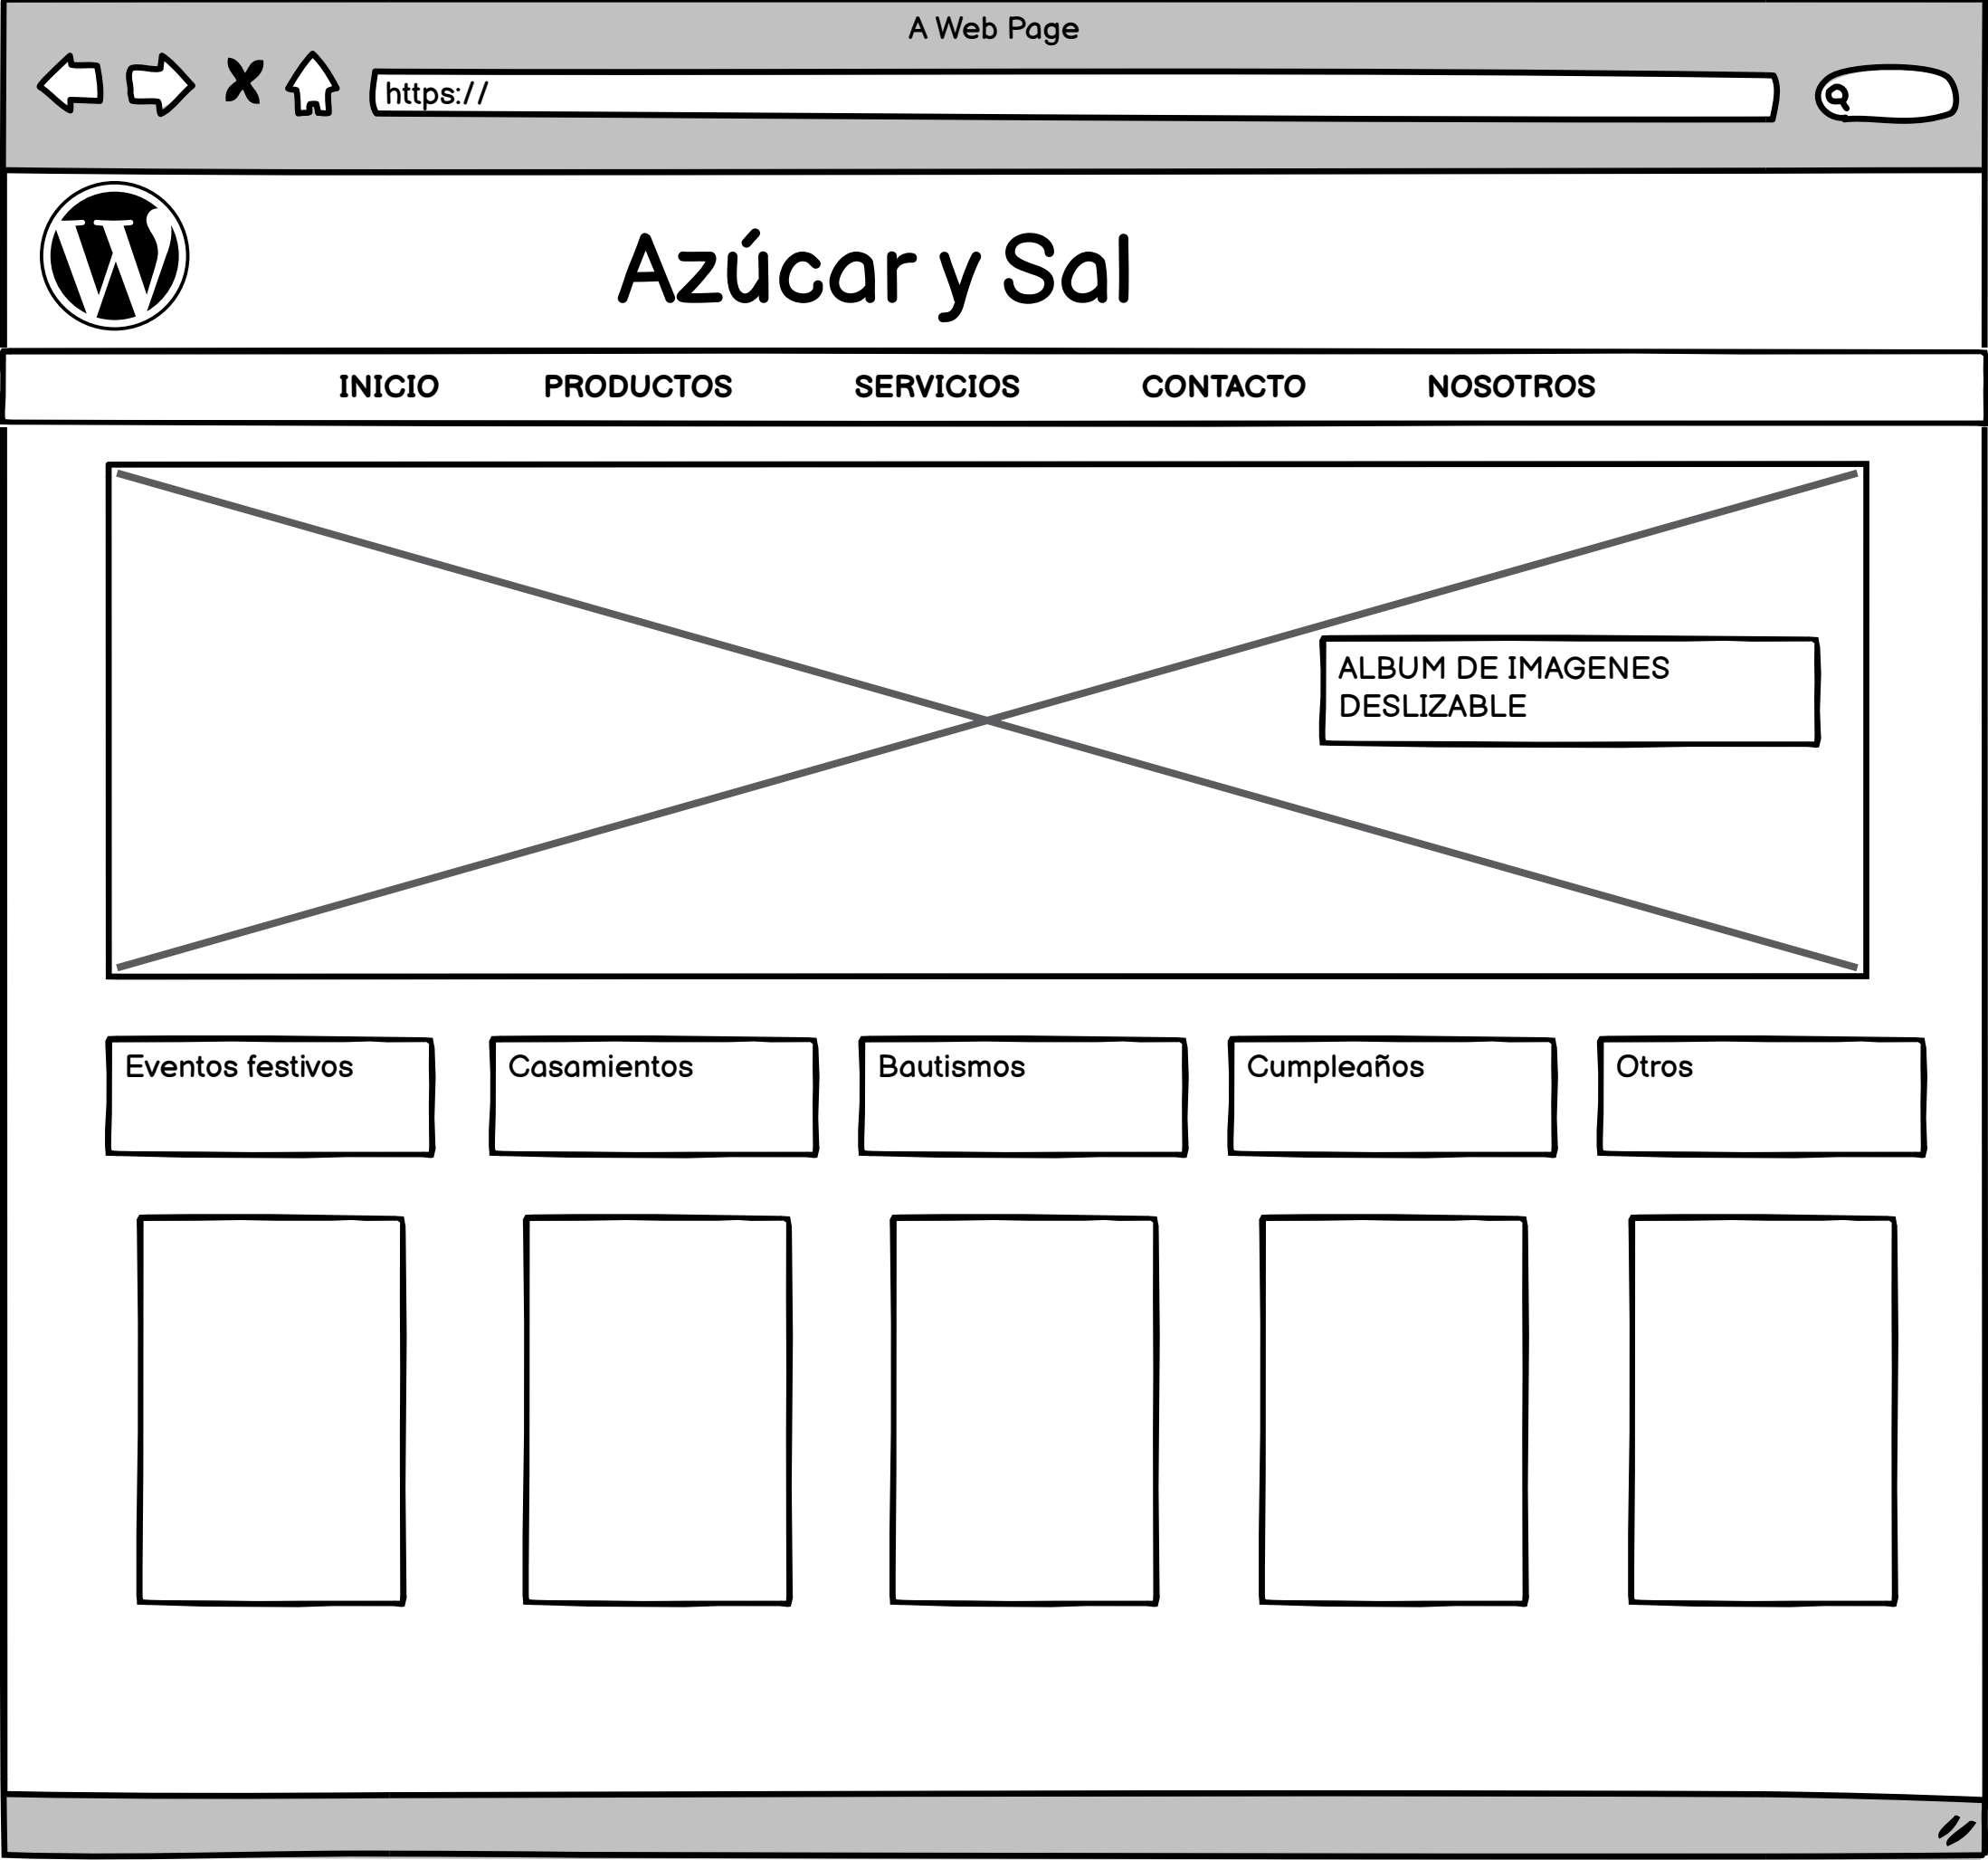 A Web Page
https://
Azúcar y Sal
INICIO PRODUCTOS SERVICIOS CONTACTO NOSOTROS
ALBUM DE IMAGENES
DESLIZABLE
Eventos festivos
Casamientos
Bautismos
Cumpleaños
Otros